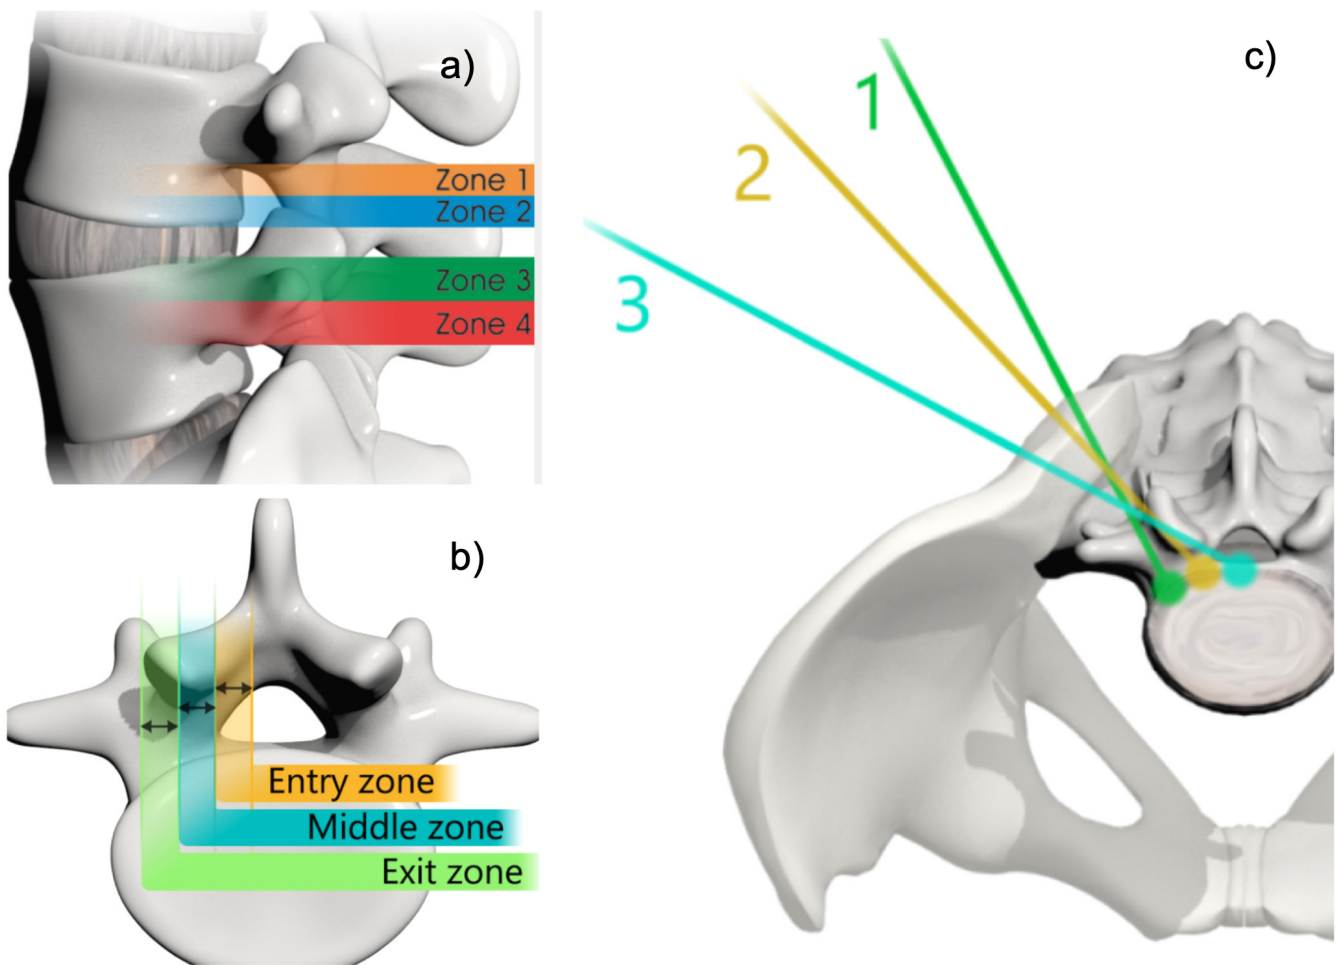 a)
Zone 1
Zone 2
Zone 3
Zone 4
b)
Entry zone
Middle zone
Exit zone
c)
1
2
3